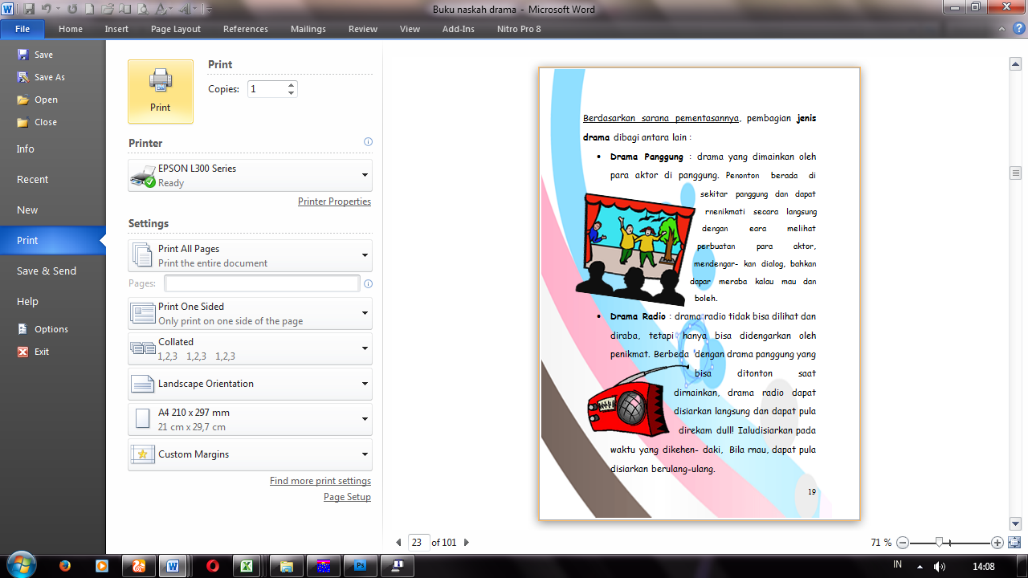 Buku naskah drama - Microsoft Word
File Home Insert Page Layout References Mailings Review View Add-Ins Nitro Pro 8
Save
Save As
Open
Close
Info
Recent
New
Print
Save & Send
Help
Options
Exit
Print
Print
Copies: 1
Printer
EPSON L300 Series
Ready
Printer Properties
Settings
Print All Pages
Print the entire document
Pages:
Print One Sided
Only print on one side of the page
Collated
1,2,3 1,2,3 1,2,3
Landscape Orientation
A4 210 x 297 mm
21 cm x 29,7 cm
Custom Margins
Find more print settings
Page Setup
Berdasarkan sarana pementasannya, pembagian jenis
drama dibagi antara lain :
• Drama Panggung : drama yang dimainkan oleh
para aktor di panggung. Penonton berada di
sekitar panggung dan dapat
rnenikmati secara langsung
dengan eara melihat
perbuatan para aktor,
mendengar- kan dialog, bahkan
dapar meraba kalau mau dan
boleh.
• Drama Radio : drama radio tidak bisa dilihat dan
diraba, tetapi hanya bisa didengarkan oleh
penikmat. Berbeda 'dengan drama panggung yang
bisa ditonton saat
dirnainkan, drama radio dapat
disiarkan langsung dan dapat pula
direkam dull! Ialudisiarkan pada
waktu yang dikehen- daki, Bila rnau, dapat pula
disiarkan berulang-ulang.
19
23 of 101
71 %
IN
14:08